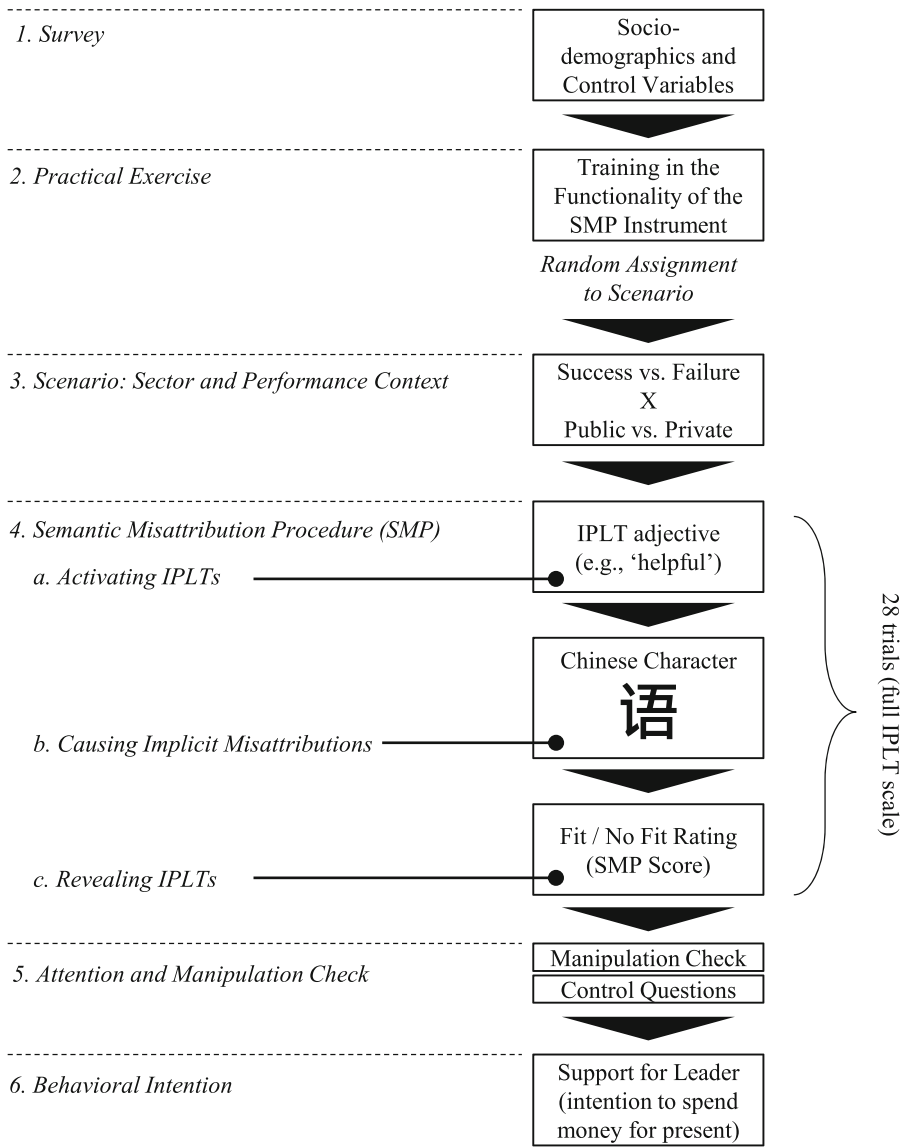 1. Survey
Socio-
demographics and
Control Variables
2. Practical Exercise
Training in the
Functionality of the
SMP Instrument
Random Assignment
to Scenario
3. Scenario: Sector and Performance Context
Success vs. Failure
X
Public vs. Private
4. Semantic Misattribution Procedure (SMP)
IPLT adjective
(e.g., ‘helpful’)
a. Activating IPLTs
Chinese Character
语
b. Causing Implicit Misattributions
Fit / No Fit Rating
(SMP Score)
c. Revealing IPLTs
28 trials (full IPLT scale)
5. Attention and Manipulation Check
Manipulation Check
Control Questions
6. Behavioral Intention
Support for Leader
(intention to spend
money for present)